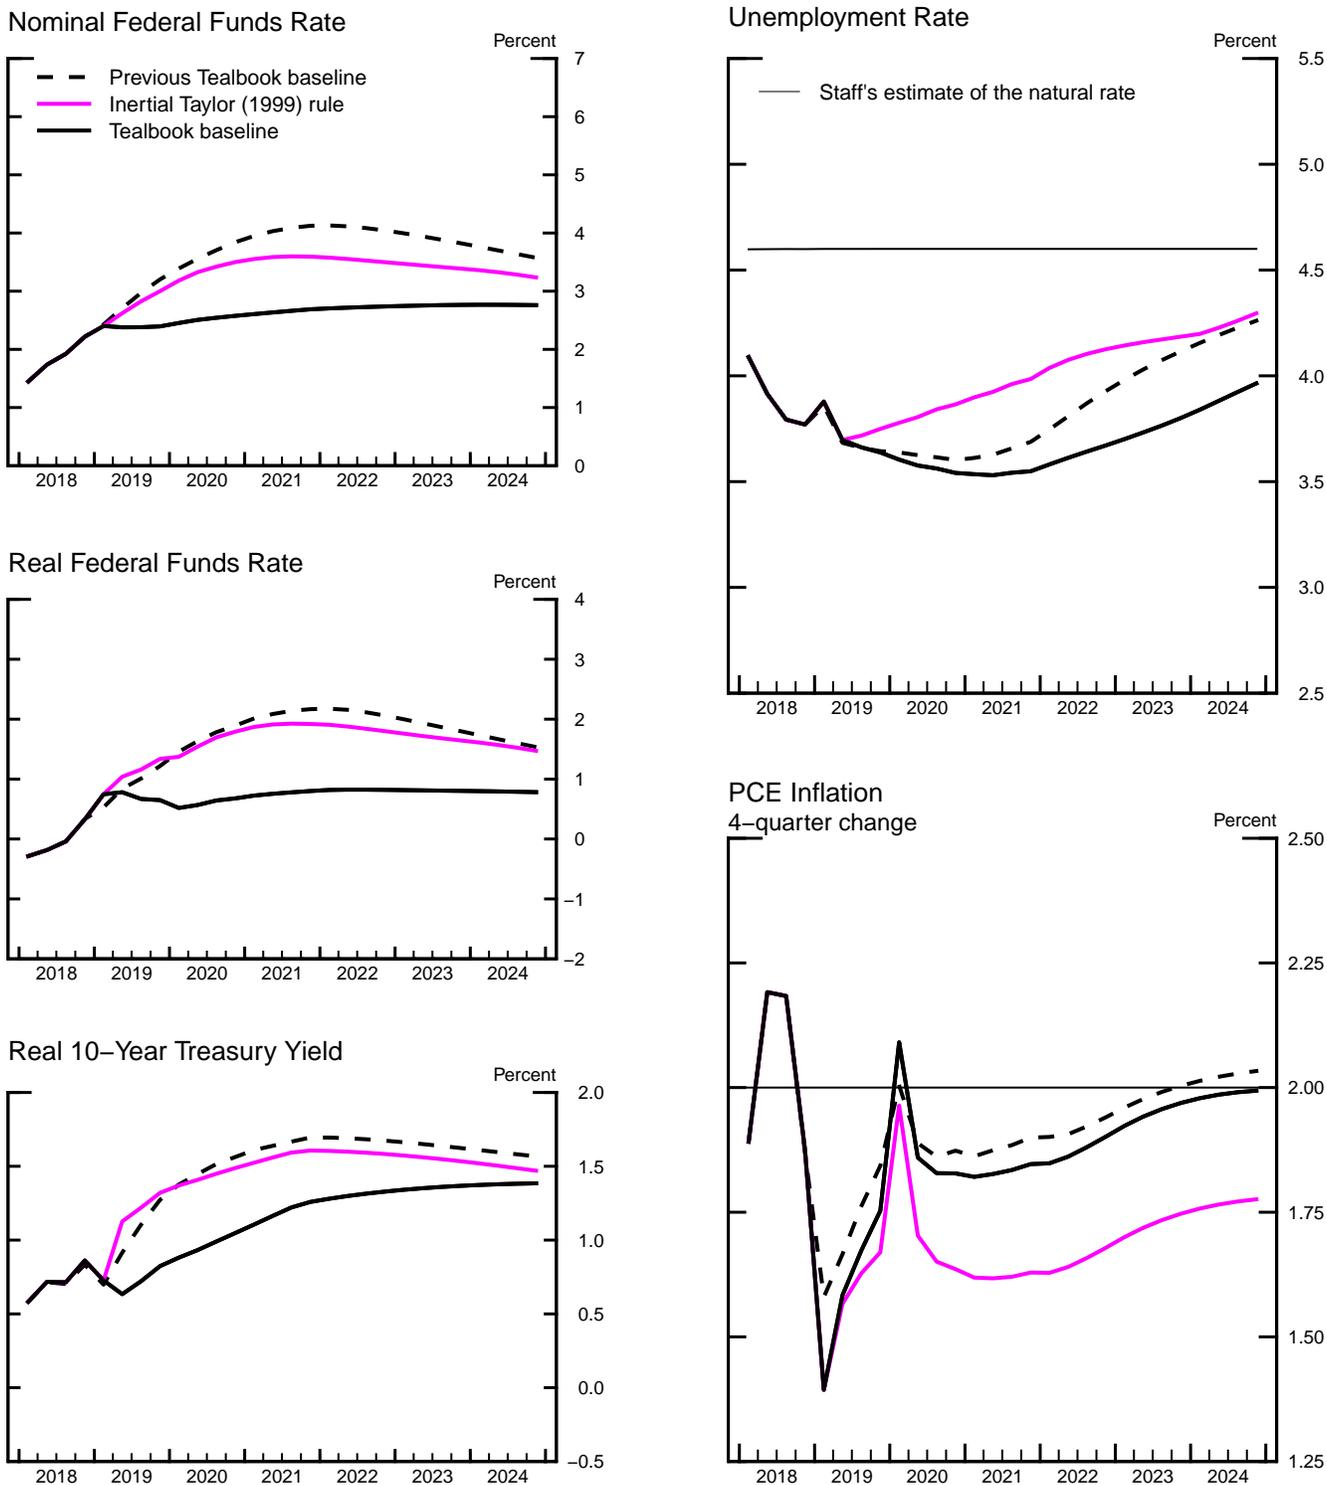 Nominal Federal Funds Rate
Percent
Previous Tealbook baseline
Inertial Taylor (1999) rule
Tealbook baseline
7
6
5
4
3
2
1
0
2018 2019 2020 2021 2022 2023 2024
Real Federal Funds Rate
Percent
4
3
2
1
0
−1
−2
2018 2019 2020 2021 2022 2023 2024
Real 10−Year Treasury Yield
Percent
2.0
1.5
1.0
0.5
0.0
−0.5
2018 2019 2020 2021 2022 2023 2024
Unemployment Rate
Percent
Staff's estimate of the natural rate
5.5
5.0
4.5
4.0
3.5
3.0
2.5
2018 2019 2020 2021 2022 2023 2024
PCE Inflation
4−quarter change
Percent
2.50
2.25
2.00
1.75
1.50
1.25
2018 2019 2020 2021 2022 2023 2024